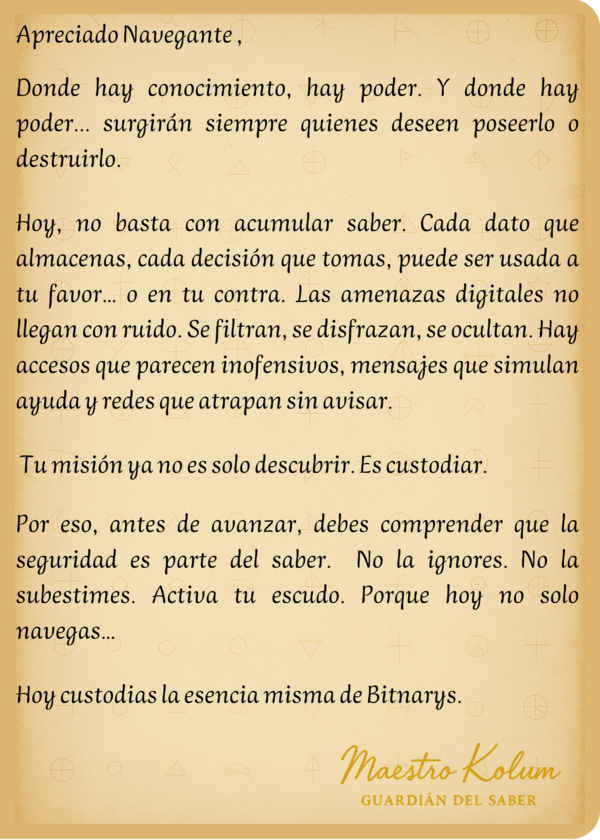 Apreciado Navegante ,
Donde hay conocimiento, hay poder. Y donde hay
poder... surgirán siempre quienes deseen poseerlo o
destruirlo.
Hoy, no basta con acumular saber. Cada dato que
almacenas, cada decisión que tomas, puede ser usada a
tu favor... o en tu contra. Las amenazas digitales no
llegan con ruido. Se filtran, se disfrazan, se ocultan. Hay
accesos que parecen inofensivos, mensajes que simulan
ayuda y redes que atrapan sin avisar.
Tu misión ya no es solo descubrir. Es custodiar.
Por eso, antes de avanzar, debes comprender que la
seguridad es parte del saber.  No la ignores. No la
subestimes. Activa tu escudo. Porque hoy no solo
navegas...
Hoy custodias la esencia misma de Bitnarys.
Maestro Kolum
GUARDIÁN DEL SABER